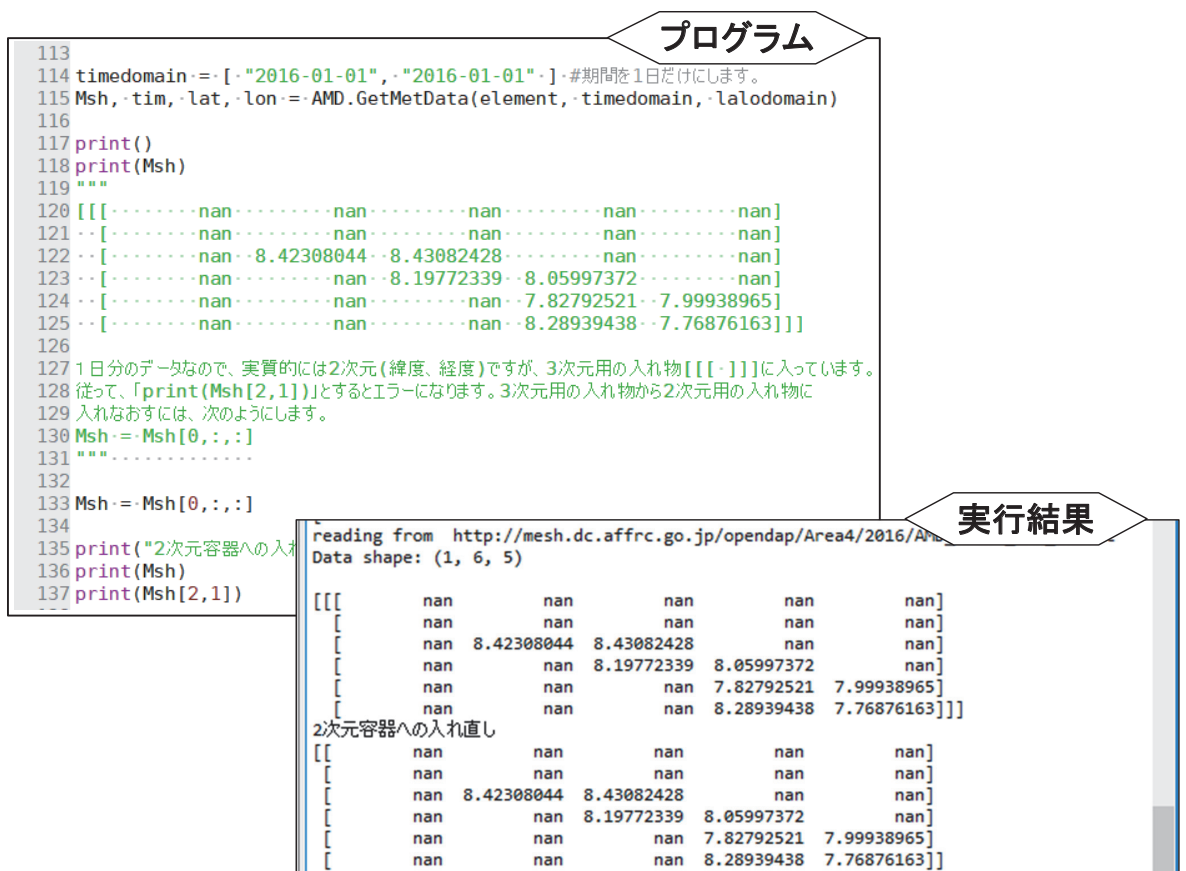 プログラム
113
114 timedomain = [ "2016-01-01", "2016-01-01" ] #期間を1日だけにします。
115 Msh, tim, lat, lon = AMD.GetMetData(element, timedomain, lalodomain)
116
117 print()
118 print(Msh)
119 """
120 [[[         nan         nan         nan         nan         nan]
121   [         nan         nan         nan         nan         nan]
122   [         nan  8.42308044  8.43082428         nan         nan]
123   [         nan         nan  8.19772339  8.05997372         nan]
124   [         nan         nan         nan  7.82792521  7.99938965]
125   [         nan         nan         nan  8.28939438  7.76876163]]]
126
127 1日分のデータなので、実質的には2次元(緯度、経度)ですが、3次元用の入れ物[[[ ]]]に入っています。
128 従って、「print(Msh[2,1])」とするとエラーになります。3次元用の入れ物から2次元用の入れ物に
129 入れなおすには、次のようにします。
130 Msh = Msh[0,:,:]
131 """
132
133 Msh = Msh[0,:,:]
134
135 print("2次元容器への入れ
136 print(Msh)
137 print(Msh[2,1])
実行結果
reading from  http://mesh.dc.affrc.go.jp/opendap/Area4/2016/
Data shape: (1, 6, 5)
[[[         nan         nan         nan         nan         nan]
  [         nan         nan         nan         nan         nan]
  [         nan  8.42308044  8.43082428         nan         nan]
  [         nan         nan  8.19772339  8.05997372         nan]
  [         nan         nan         nan  7.82792521  7.99938965]
  [         nan         nan         nan  8.28939438  7.76876163]]]
2次元容器への入れ直し
[[         nan         nan         nan         nan         nan]
 [         nan         nan         nan         nan         nan]
 [         nan  8.42308044  8.43082428         nan         nan]
 [         nan         nan  8.19772339  8.05997372         nan]
 [         nan         nan         nan  7.82792521  7.99938965]
 [         nan         nan         nan  8.28939438  7.76876163]]